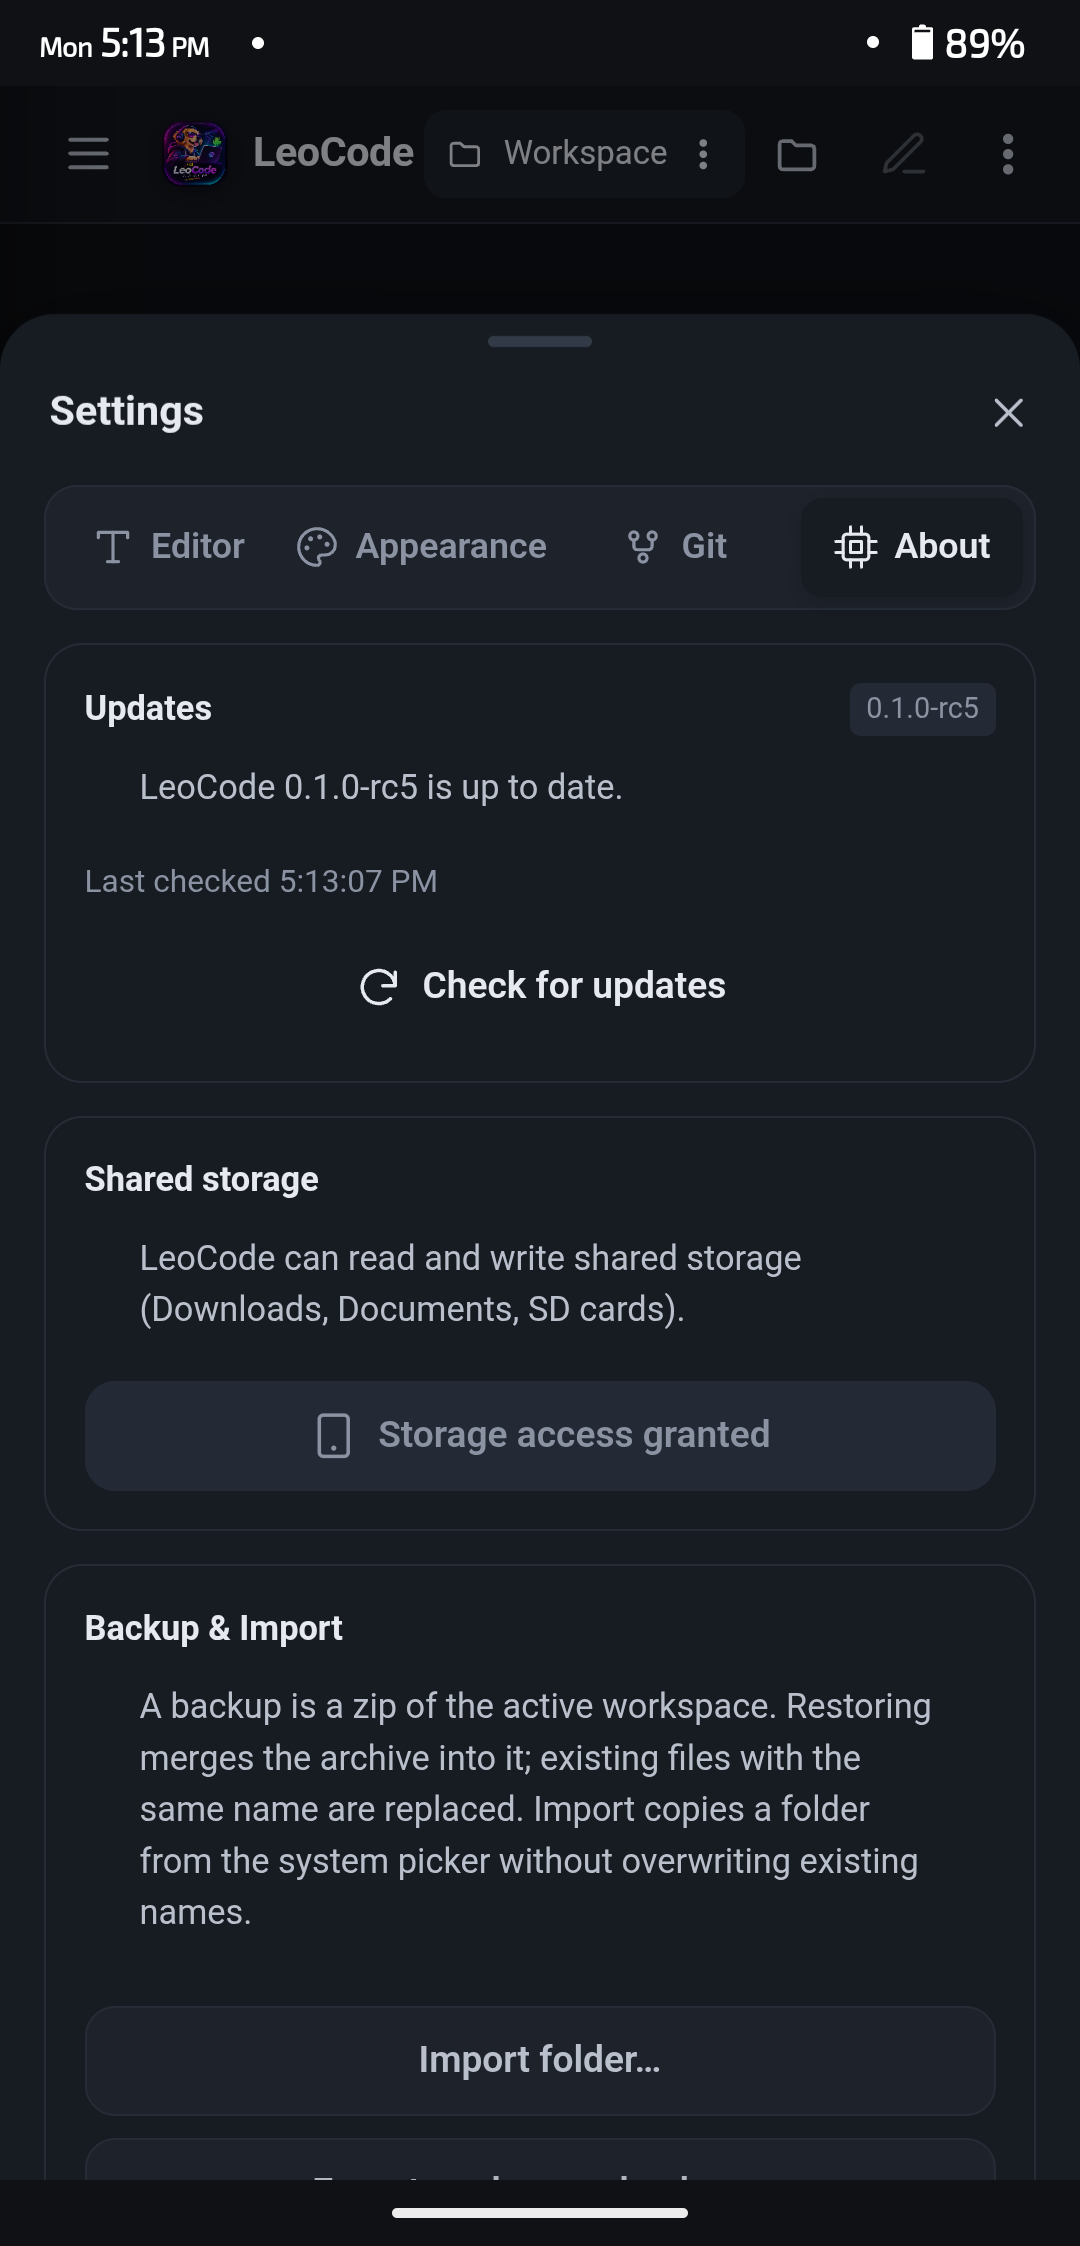 Mon 5:13 PM
89%
LeoCode
LeoCode
Workspace
Settings
Editor
Appearance
Git
About
Updates
0.1.0-rc5
LeoCode 0.1.0-rc5 is up to date.
Last checked 5:13:07 PM
Check for updates
Shared storage
LeoCode can read and write shared storage
(Downloads, Documents, SD cards).
Storage access granted
Backup & Import
A backup is a zip of the active workspace. Restoring
merges the archive into it; existing files with the
same name are replaced. Import copies a folder
from the system picker without overwriting existing
names.
Import folder…